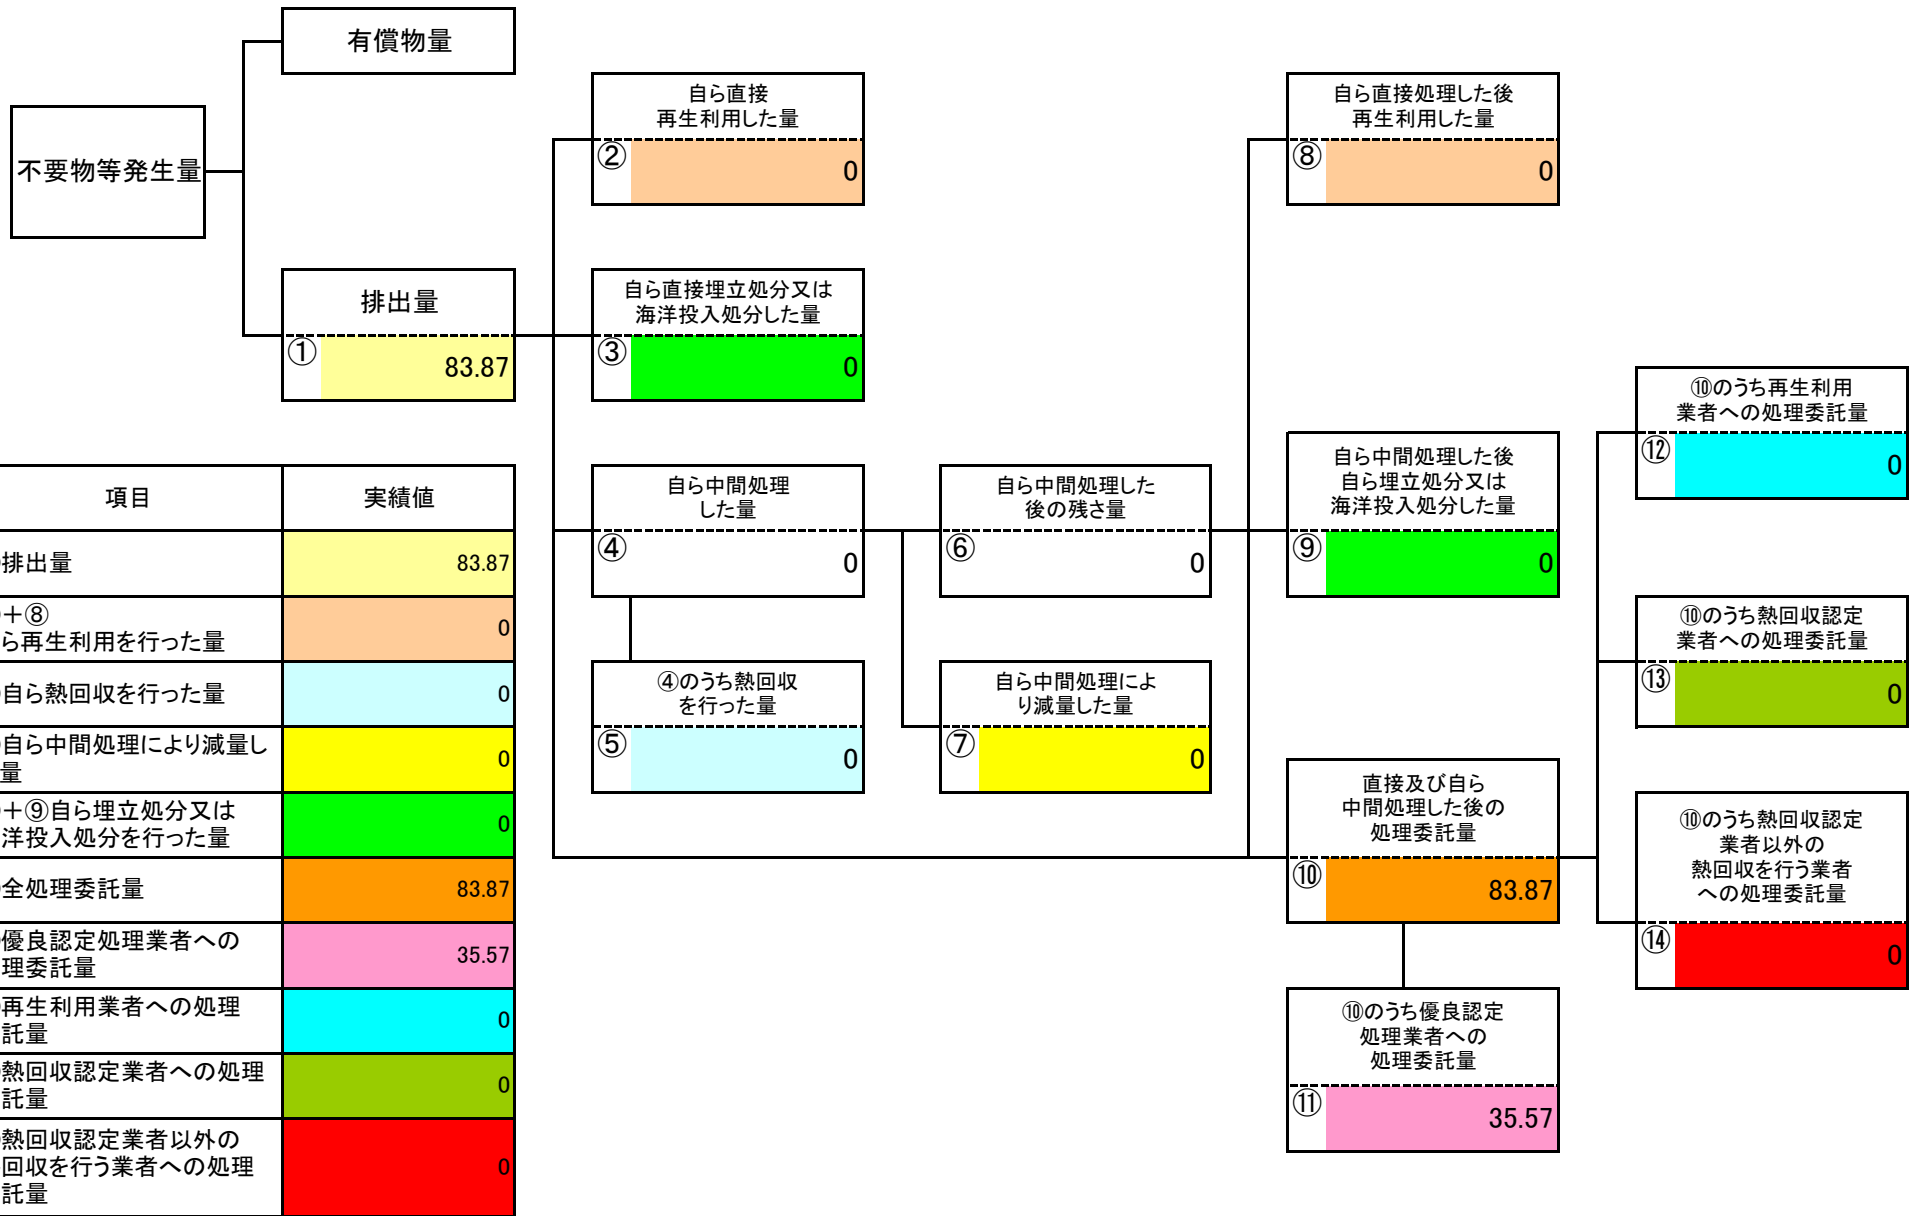 有償物量
不要物等発生量
排出量
①
83.87
自ら直接
再生利用した量
②
0
自ら直接埋立処分又は
海洋投入処分した量
③
0
自ら中間処理
した量
④
0
④のうち熱回収
を行った量
⑤
0
自ら中間処理した
後の残さ量
⑥
0
自ら中間処理によ
り減量した量
⑦
0
自ら直接処理した後
再生利用した量
⑧
0
自ら中間処理した後
自ら埋立処分又は
海洋投入処分した量
⑨
0
直接及び自ら
中間処理した後の
処理委託量
⑩
83.87
⑩のうち優良認定
処理業者への
処理委託量
⑪
35.57
⑩のうち再生利用
業者への処理委託量
⑫
0
⑩のうち熱回収認定
業者への処理委託量
⑬
0
⑩のうち熱回収認定
業者以外の
熱回収を行う業者
への処理委託量
⑭
0
項目 実績値
排出量 83.87
+⑧
ら再生利用を行った量 0
自ら熱回収を行った量 0
自ら中間処理により減量し
量 0
+⑨自ら埋立処分又は
洋投入処分を行った量 0
全処理委託量 83.87
優良認定処理業者への
理委託量 35.57
再生利用業者への処理
託量 0
熱回収認定業者への処理
託量 0
熱回収認定業者以外の
回収を行う業者への処理
託量 0